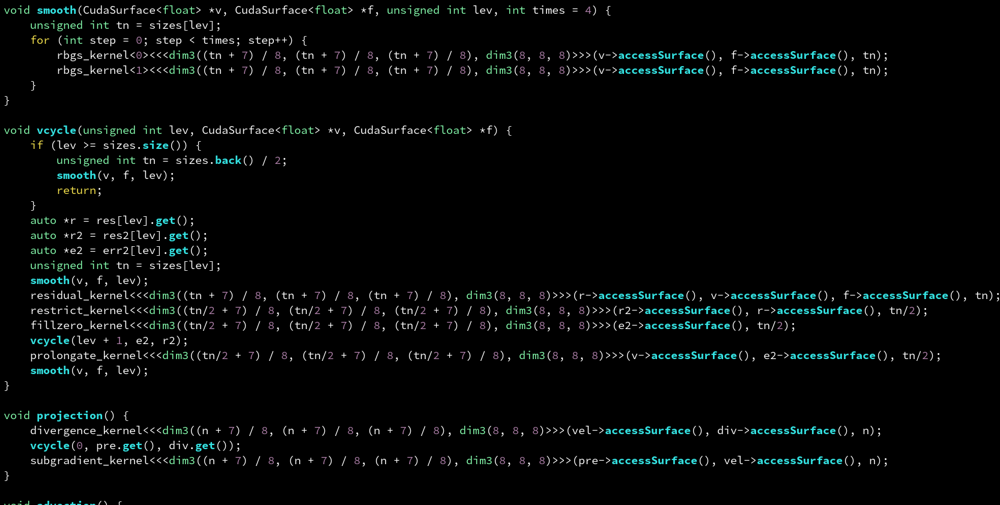 void smooth(CudaSurface<float> *v, CudaSurface<float> *f, unsigned int lev, int times = 4) {
    unsigned int tn = sizes[lev];
    for (int step = 0; step < times; step++) {
        rbgs_kernel<0><<<dim3((tn + 7) / 8, (tn + 7) / 8, (tn + 7) / 8), dim3(8, 8, 8)>>>(v->accessSurface(), f->accessSurface(), tn);
        rbgs_kernel<1><<<dim3((tn + 7) / 8, (tn + 7) / 8, (tn + 7) / 8), dim3(8, 8, 8)>>>(v->accessSurface(), f->accessSurface(), tn);
    }
}

void vcycle(unsigned int lev, CudaSurface<float> *v, CudaSurface<float> *f) {
    if (lev >= sizes.size()) {
        unsigned int tn = sizes.back() / 2;
        smooth(v, f, lev);
        return;
    }
    auto *r = res[lev].get();
    auto *r2 = res2[lev].get();
    auto *e2 = err2[lev].get();
    unsigned int tn = sizes[lev];
    smooth(v, f, lev);
    residual_kernel<<<dim3((tn + 7) / 8, (tn + 7) / 8, (tn + 7) / 8), dim3(8, 8, 8)>>>(r->accessSurface(), v->accessSurface(), f->accessSurface(), tn);
    restrict_kernel<<<dim3((tn/2 + 7) / 8, (tn/2 + 7) / 8, (tn/2 + 7) / 8), dim3(8, 8, 8)>>>(r2->accessSurface(), r->accessSurface(), tn/2);
    fillzero_kernel<<<dim3((tn/2 + 7) / 8, (tn/2 + 7) / 8, (tn/2 + 7) / 8), dim3(8, 8, 8)>>>(e2->accessSurface(), tn/2);
    vcycle(lev + 1, e2, r2);
    prolongate_kernel<<<dim3((tn/2 + 7) / 8, (tn/2 + 7) / 8, (tn/2 + 7) / 8), dim3(8, 8, 8)>>>(v->accessSurface(), e2->accessSurface(), tn/2);
    smooth(v, f, lev);
}

void projection() {
    divergence_kernel<<<dim3((n + 7) / 8, (n + 7) / 8, (n + 7) / 8), dim3(8, 8, 8)>>>(vel->accessSurface(), div->accessSurface(), n);
    vcycle(0, pre.get(), div.get());
    subgradient_kernel<<<dim3((n + 7) / 8, (n + 7) / 8, (n + 7) / 8), dim3(8, 8, 8)>>>(pre->accessSurface(), vel->accessSurface(), n);
}